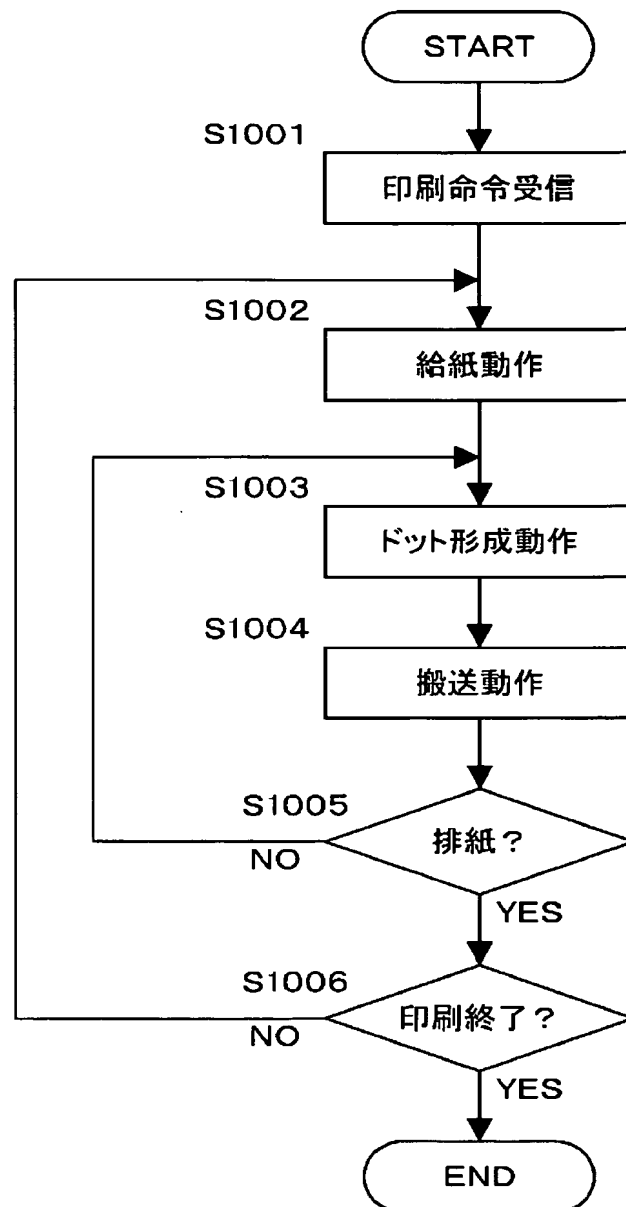 START
S1001
印刷命令受信
S1002
給紙動作
S1003
ドット形成動作
S1004
搬送動作
S1005
排紙？
NO
YES
S1006
印刷終了？
NO
YES
END